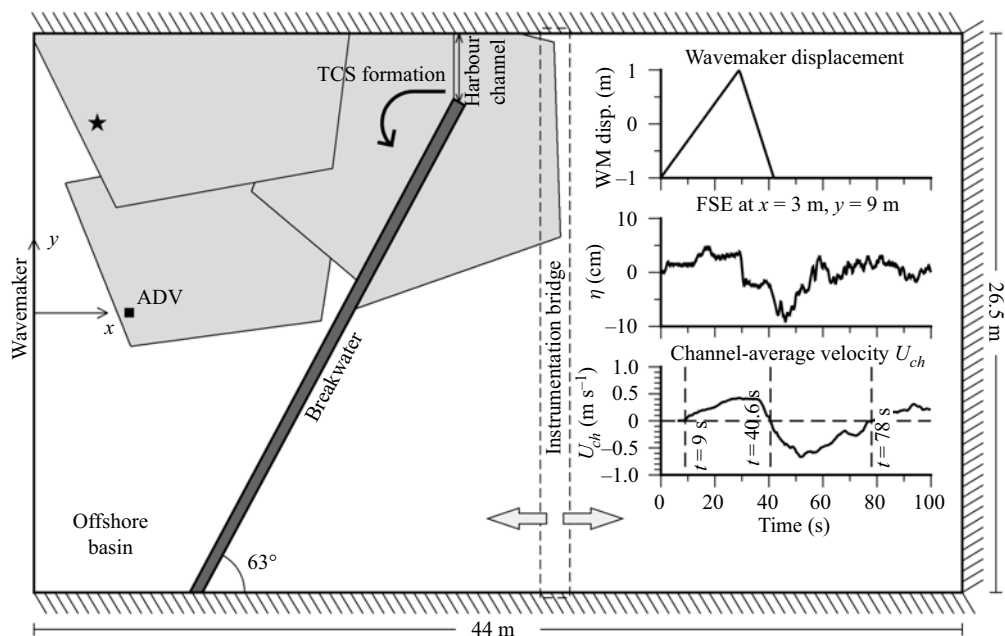 TCS formation
Harbour
channel
Wavemaker
y
x
ADV
Breakwater
Offshore
basin
63°
Instrumentation bridge
44 m
26.5 m
Wavemaker displacement
WM disp. (m)
1
0
−1
FSE at x = 3 m, y = 9 m
η (cm)
10
0
−10
Channel-average velocity U_ch
U_ch (m s⁻¹)
1.0
0.5
0
−0.5
−1.0
t = 9 s
t = 40.6 s
t = 78 s
0 20 40 60 80 100
Time (s)